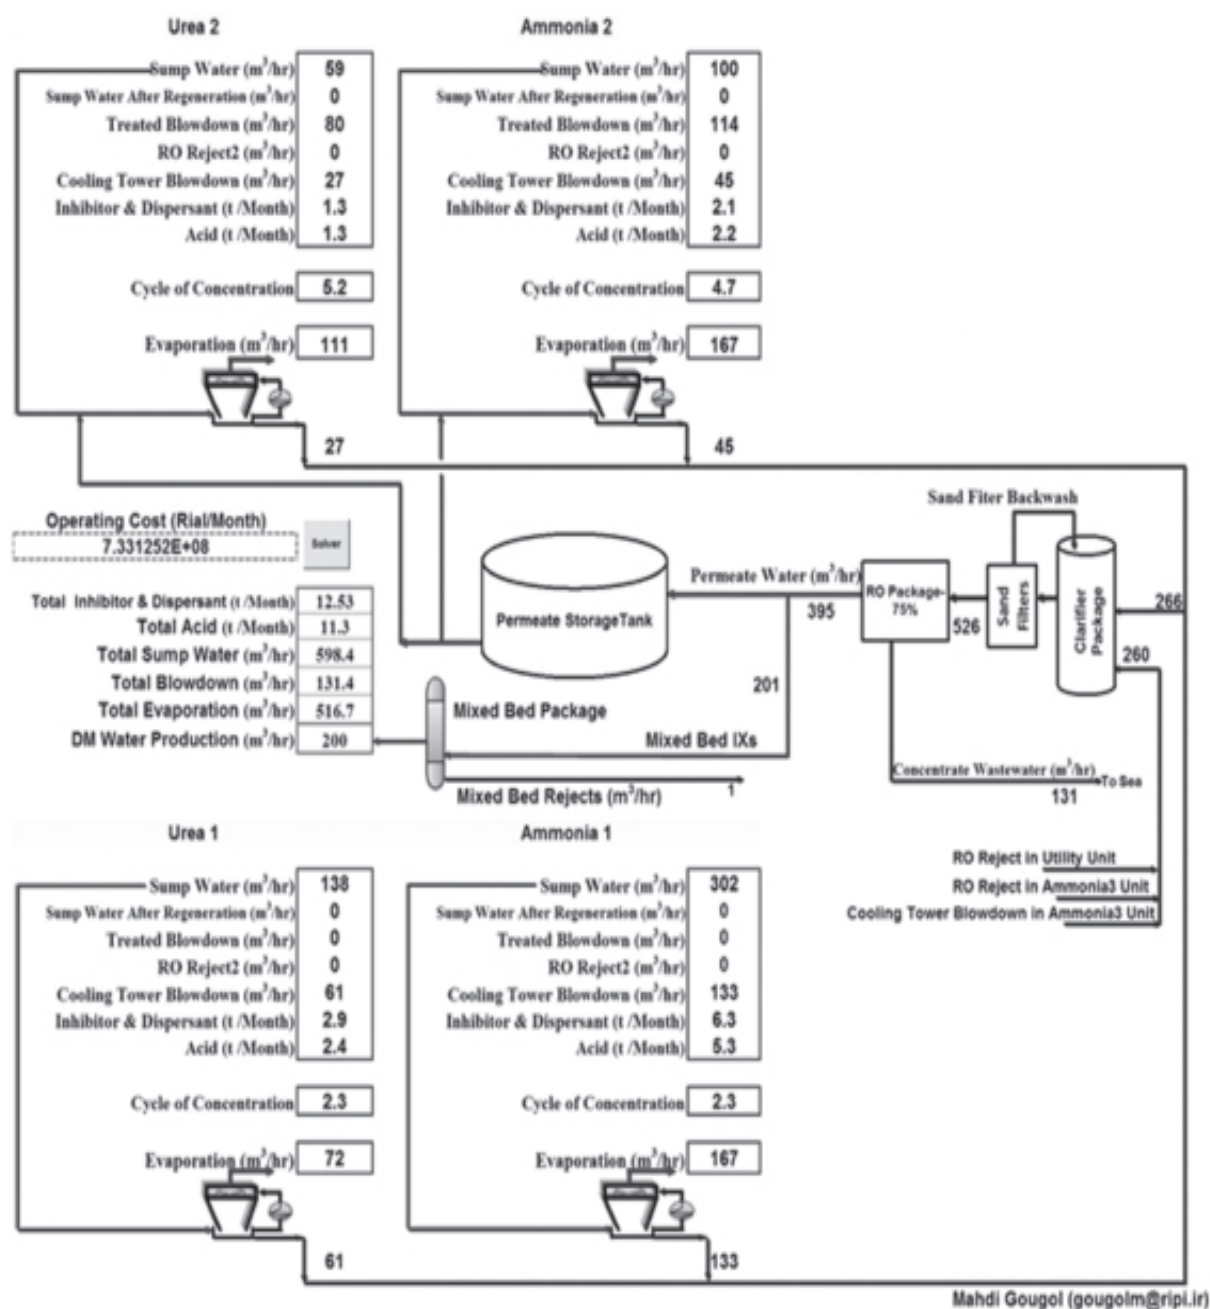 Urea 2
Ammonia 2
Sump Water (m³/hr) 59
Sump Water After Regeneration (m³/hr) 0
Treated Blowdown (m³/hr) 80
RO Reject2 (m³/hr) 0
Cooling Tower Blowdown (m³/hr) 27
Inhibitor & Dispersant (t /Month) 1.3
Acid (t /Month) 1.3
Cycle of Concentration 5.2
Evaporation (m³/hr) 111
27
Sump Water (m³/hr) 100
Sump Water After Regeneration (m³/hr) 0
Treated Blowdown (m³/hr) 114
RO Reject2 (m³/hr) 0
Cooling Tower Blowdown (m³/hr) 45
Inhibitor & Dispersant (t /Month) 2.1
Acid (t /Month) 2.2
Cycle of Concentration 4.7
Evaporation (m³/hr) 167
45
Operating Cost (Rial/Month)
7.331252E+08
Solver
Total Inhibitor & Dispersant (t /Month) 12.53
Total Acid (t /Month) 11.3
Total Sump Water (m³/hr) 598.4
Total Blowdown (m³/hr) 131.4
Total Evaporation (m³/hr) 516.7
DM Water Production (m³/hr) 200
Permeate StorageTank
Permeate Water (m³/hr)
395
RO Package-
75%
526
Sand
Filters
Sand Fiter Backwash
Clarifier
Package
266
260
201
Mixed Bed Package
Mixed Bed IXs
Mixed Bed Rejects (m³/hr)
1
Concentrate Wastewater (m³/hr)
To Sea
131
RO Reject in Utility Unit
RO Reject in Ammonia3 Unit
Cooling Tower Blowdown in Ammonia3 Unit
Urea 1
Ammonia 1
Sump Water (m³/hr) 138
Sump Water After Regeneration (m³/hr) 0
Treated Blowdown (m³/hr) 0
RO Reject2 (m³/hr) 0
Cooling Tower Blowdown (m³/hr) 61
Inhibitor & Dispersant (t /Month) 2.9
Acid (t /Month) 2.4
Cycle of Concentration 2.3
Evaporation (m³/hr) 72
61
Sump Water (m³/hr) 302
Sump Water After Regeneration (m³/hr) 0
Treated Blowdown (m³/hr) 0
RO Reject2 (m³/hr) 0
Cooling Tower Blowdown (m³/hr) 133
Inhibitor & Dispersant (t /Month) 6.3
Acid (t /Month) 5.3
Cycle of Concentration 2.3
Evaporation (m³/hr) 167
133
Mahdi Gougol (gougolm@ripi.ir)